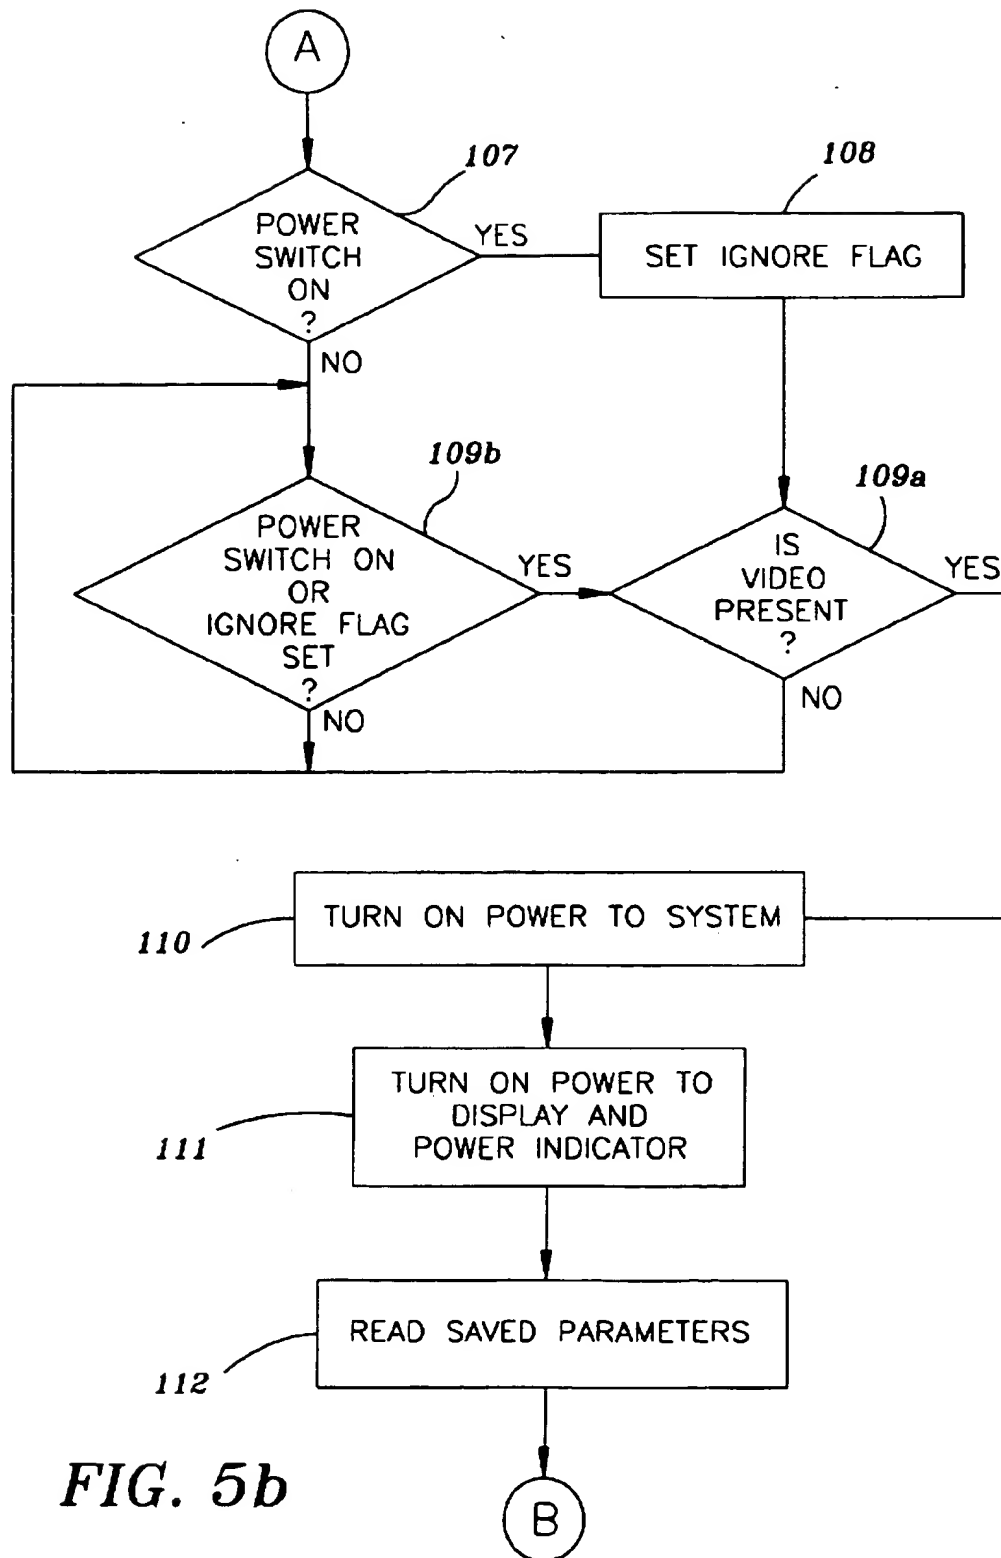 A
107
POWER
SWITCH
ON
?
YES
108
SET IGNORE FLAG
NO
109b
POWER
SWITCH ON
OR
IGNORE FLAG
SET
?
YES
109a
IS
VIDEO
PRESENT
?
YES
NO
NO
110
TURN ON POWER TO SYSTEM
111
TURN ON POWER TO
DISPLAY AND
POWER INDICATOR
112
READ SAVED PARAMETERS
FIG. 5b
B